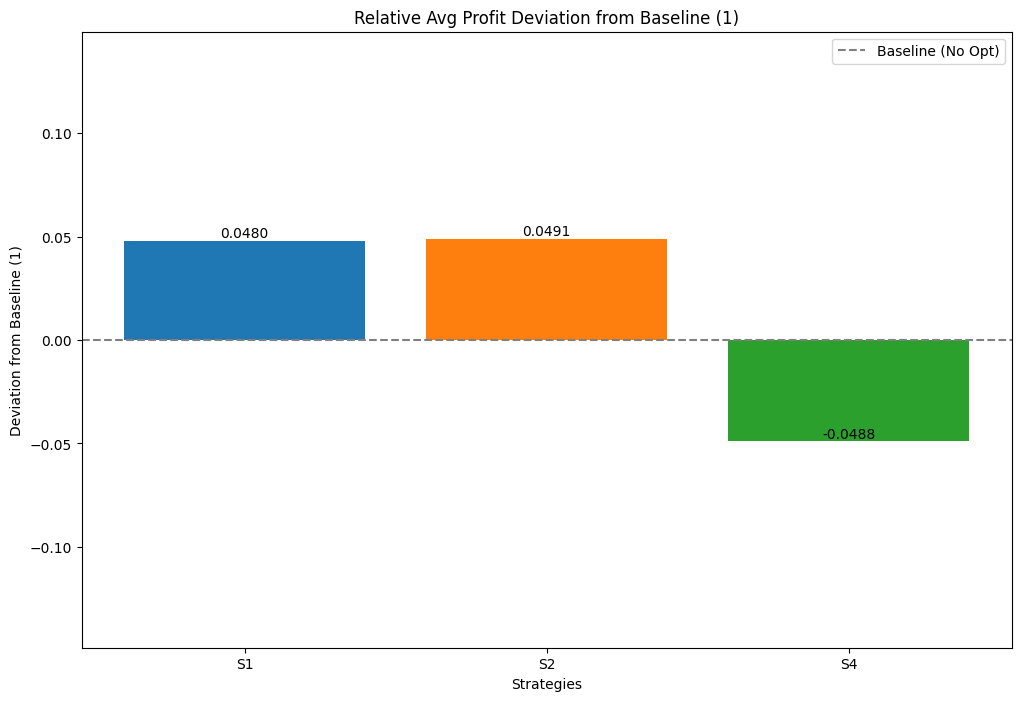 Relative Avg Profit Deviation from Baseline (1)
Baseline (No Opt)
Deviation from Baseline (1)
0.10
0.05
0.00
−0.05
−0.10
0.0480
0.0491
-0.0488
S1
S2
S4
Strategies